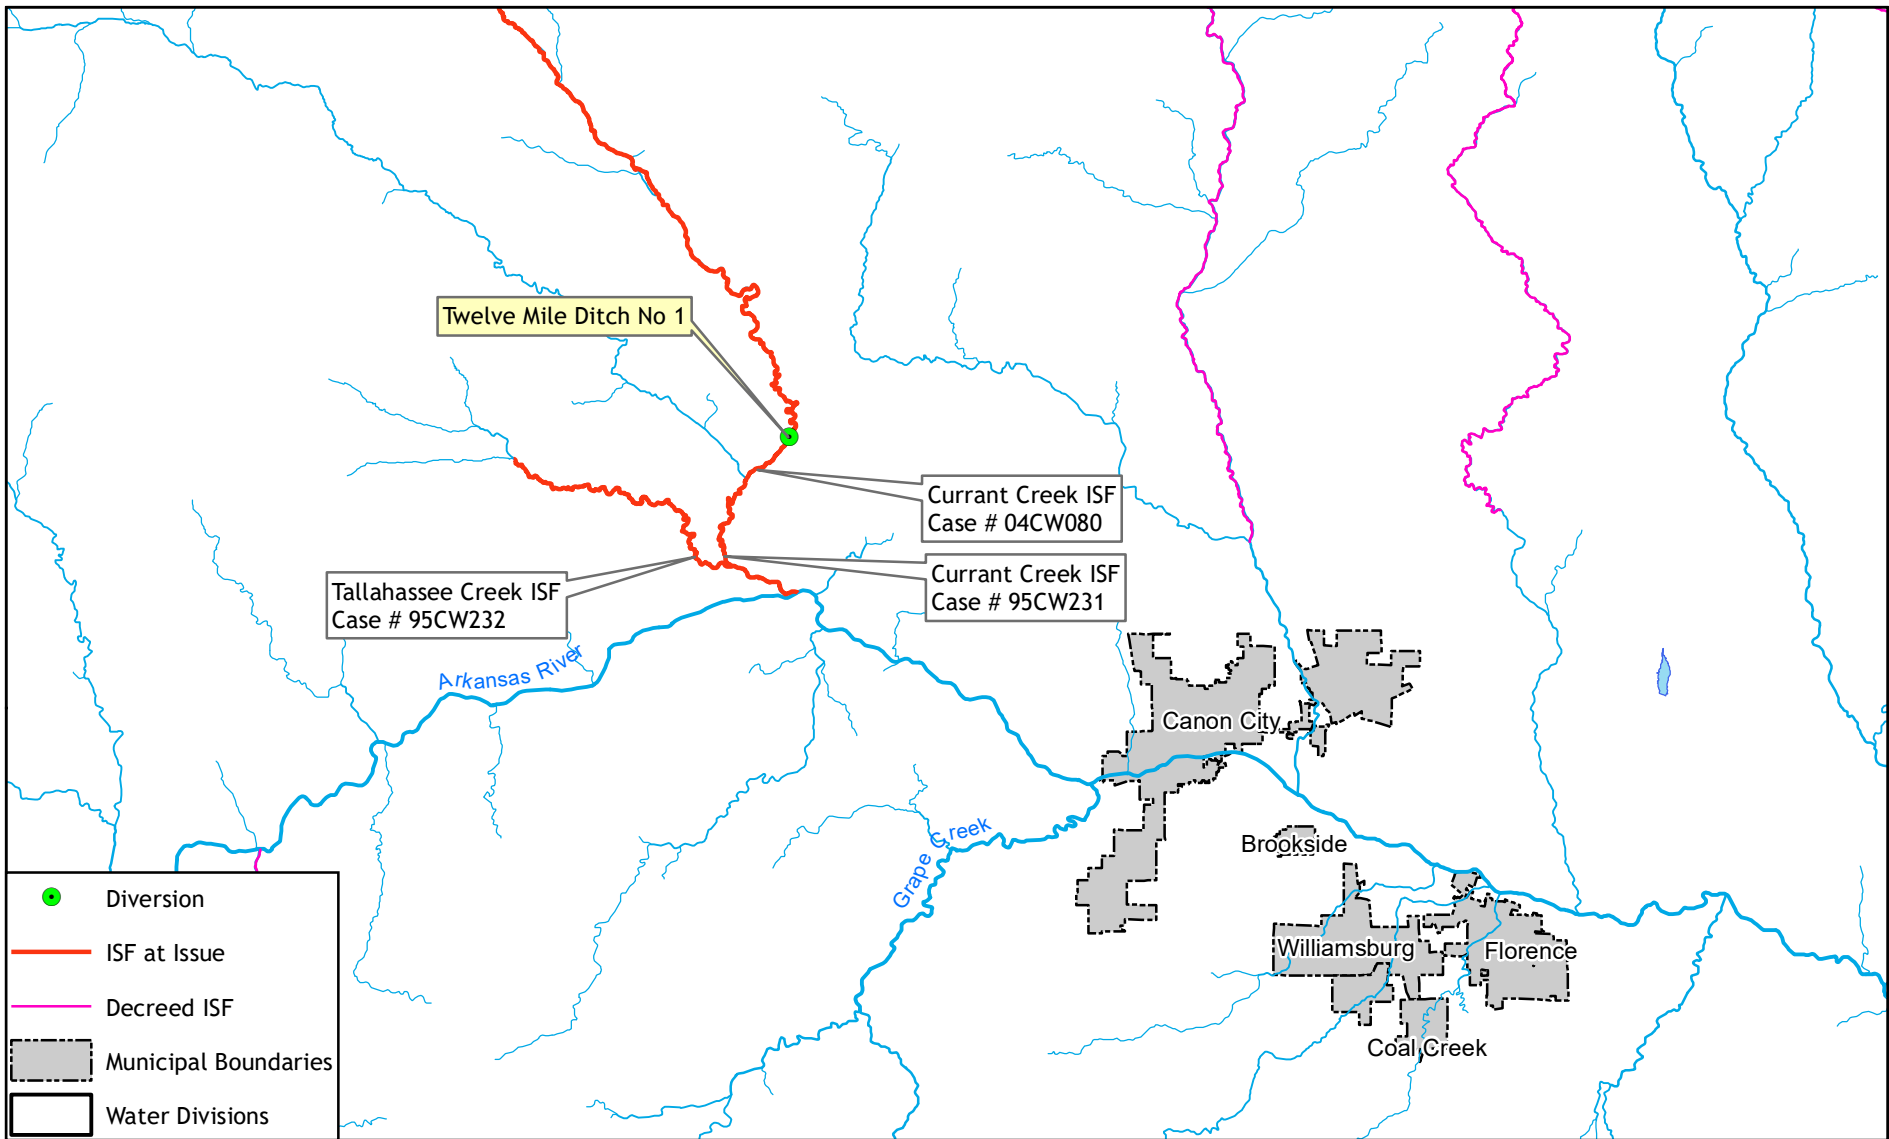 Twelve Mile Ditch No 1
Currant Creek ISF
Case # 04CW080
Currant Creek ISF
Case # 95CW231
Tallahassee Creek ISF
Case # 95CW232
Arkansas River
Canon City
Grape Creek
Brookside
Williamsburg
Florence
Coal Creek
Diversion
ISF at Issue
Decreed ISF
Municipal Boundaries
Water Divisions